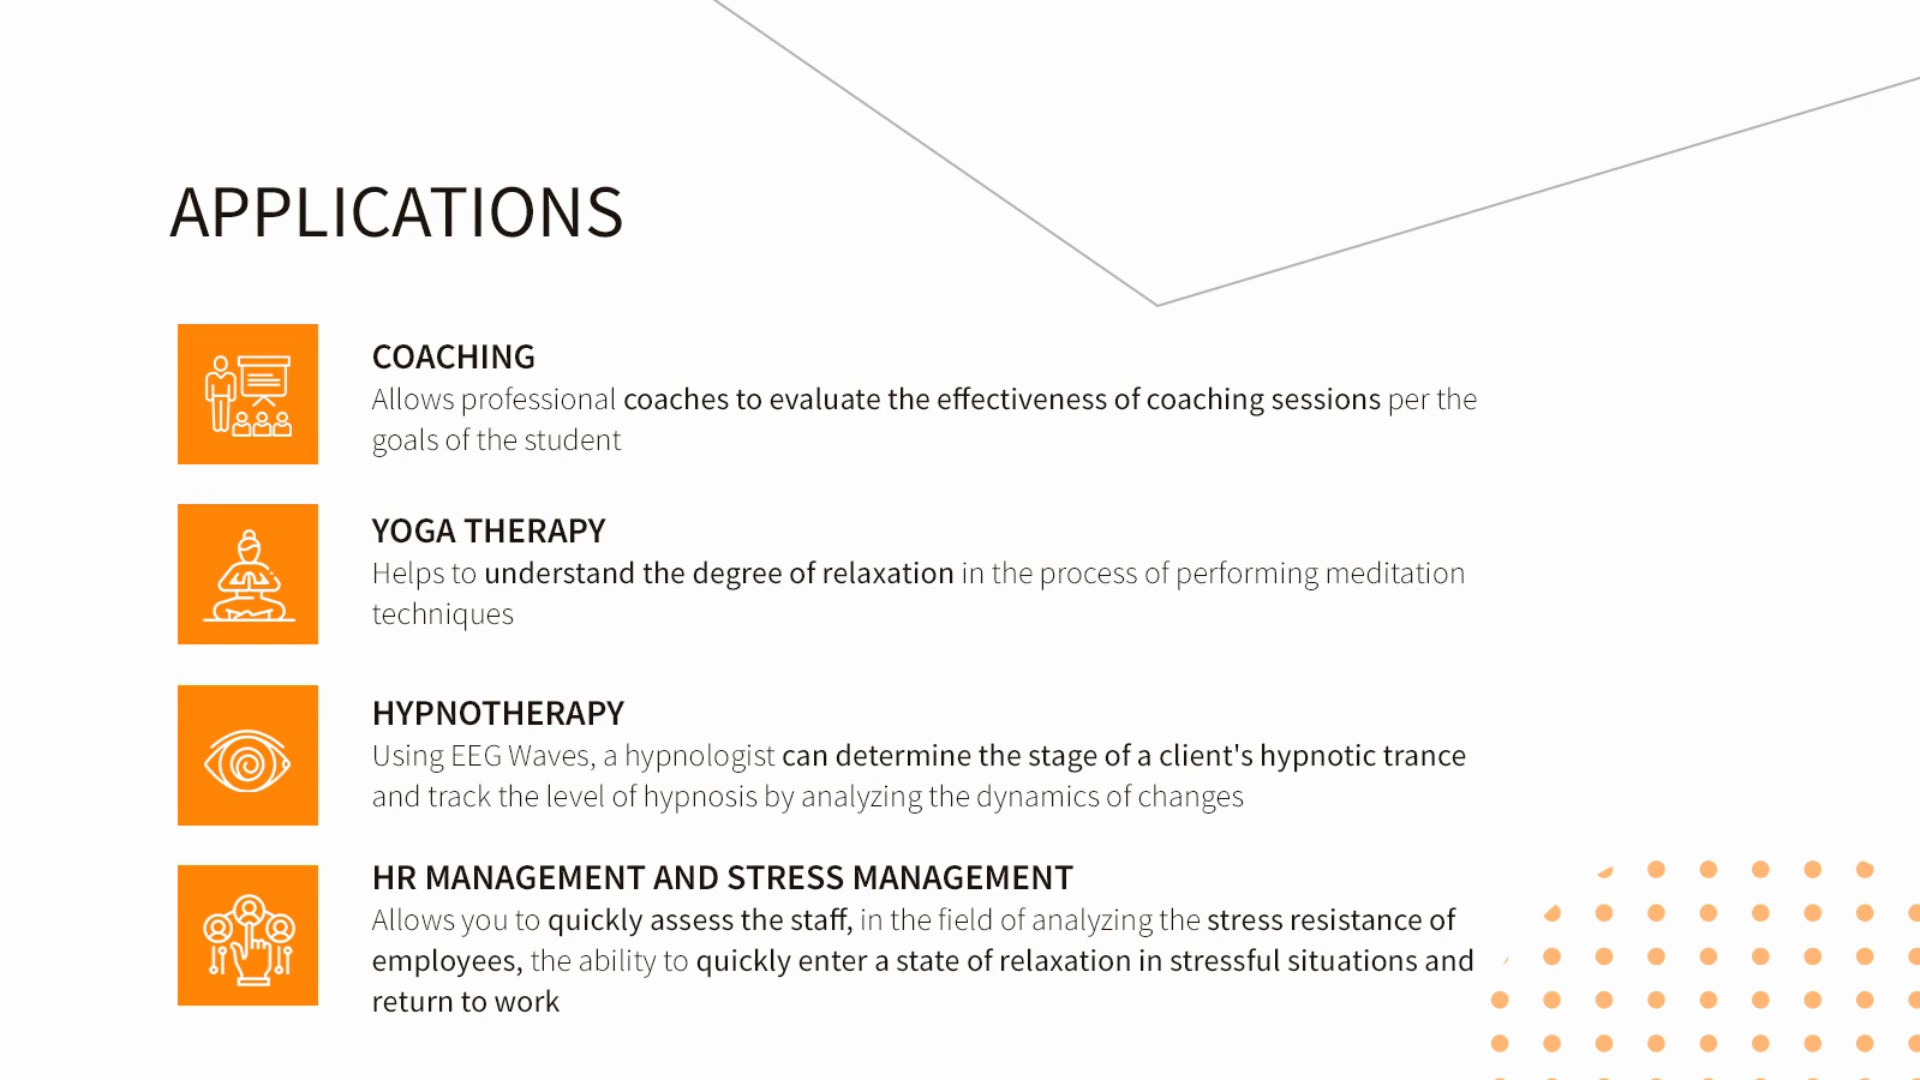 APPLICATIONS
COACHING
Allows professional coaches to evaluate the effectiveness of coaching sessions per the
goals of the student
YOGA THERAPY
Helps to understand the degree of relaxation in the process of performing meditation
techniques
HYPNOTHERAPY
Using EEG Waves, a hypnologist can determine the stage of a client's hypnotic trance
and track the level of hypnosis by analyzing the dynamics of changes
HR MANAGEMENT AND STRESS MANAGEMENT
Allows you to quickly assess the staff, in the field of analyzing the stress resistance of
employees, the ability to quickly enter a state of relaxation in stressful situations and
return to work